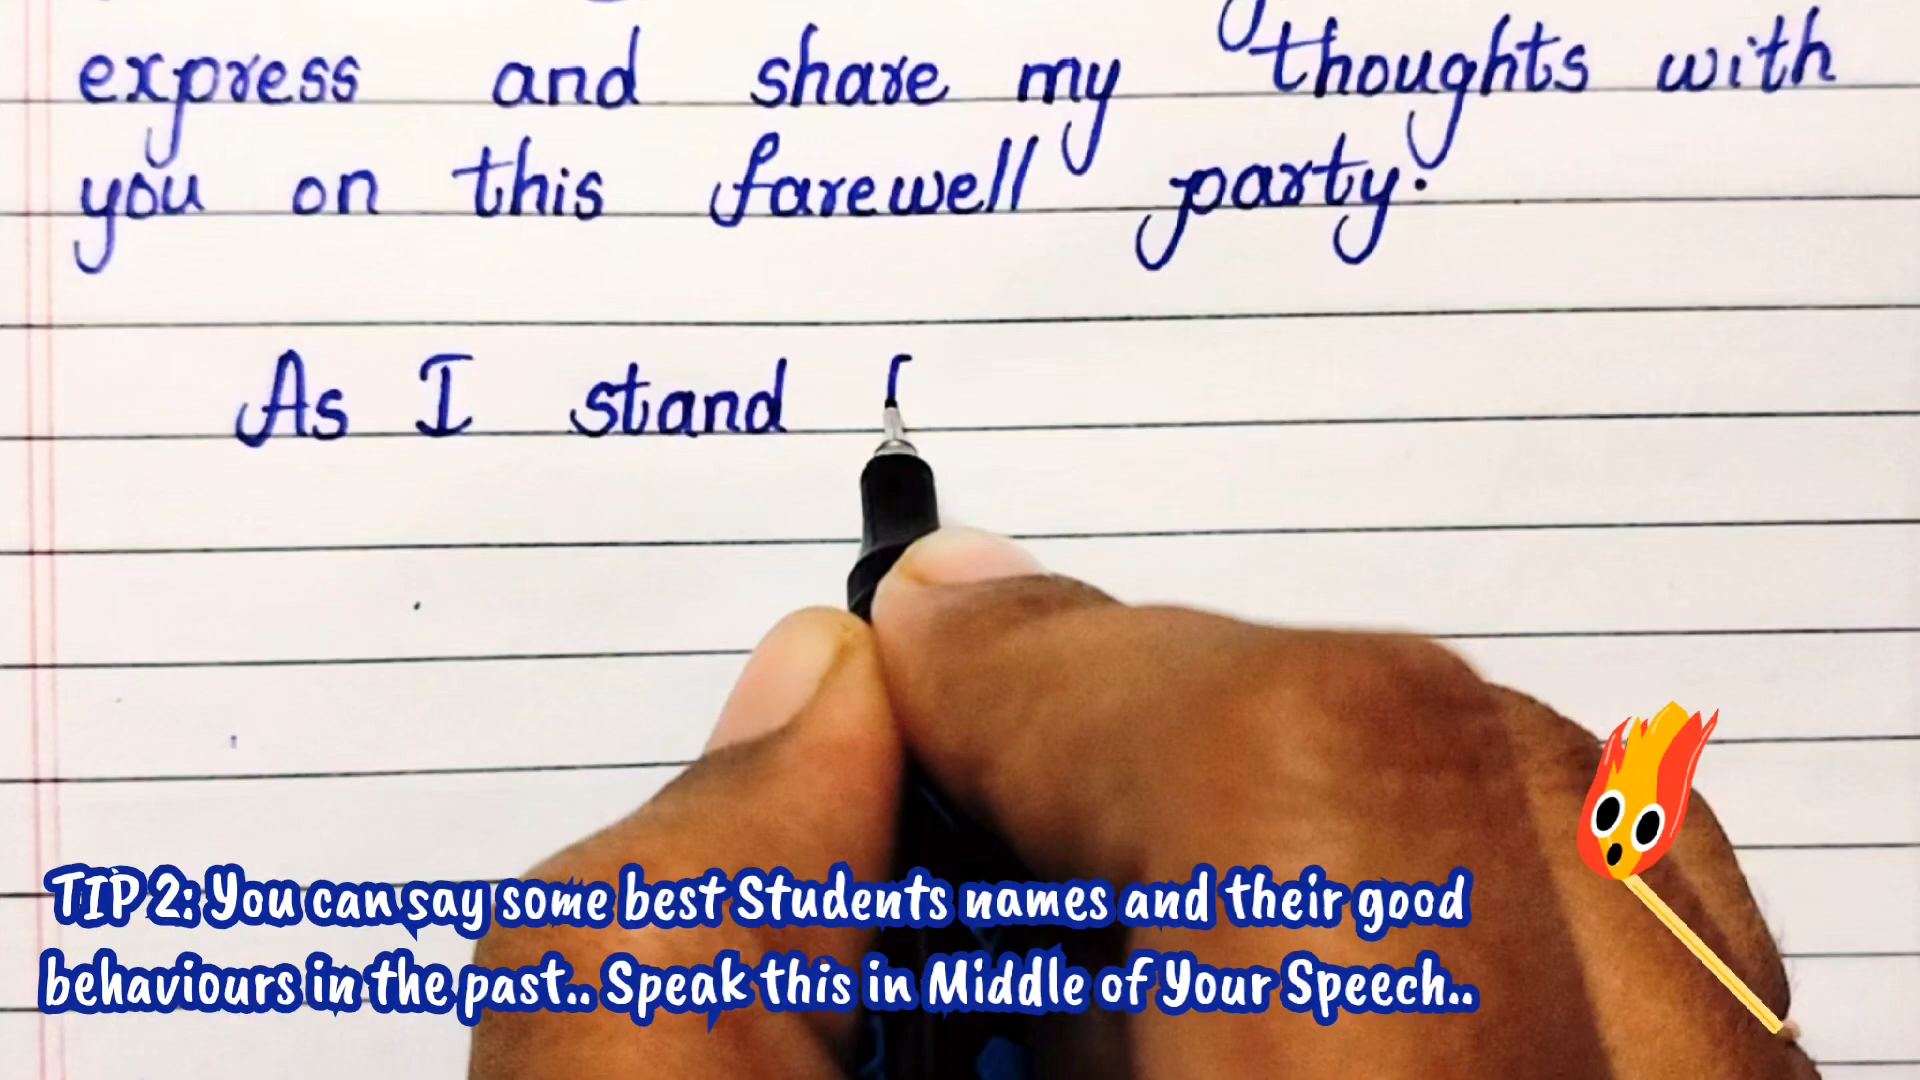 express and share my thoughts with
you on this farewell party.
As I stand
TIP 2: You can say some best Students names and their good
behaviours in the past.. Speak this in Middle of Your Speech..